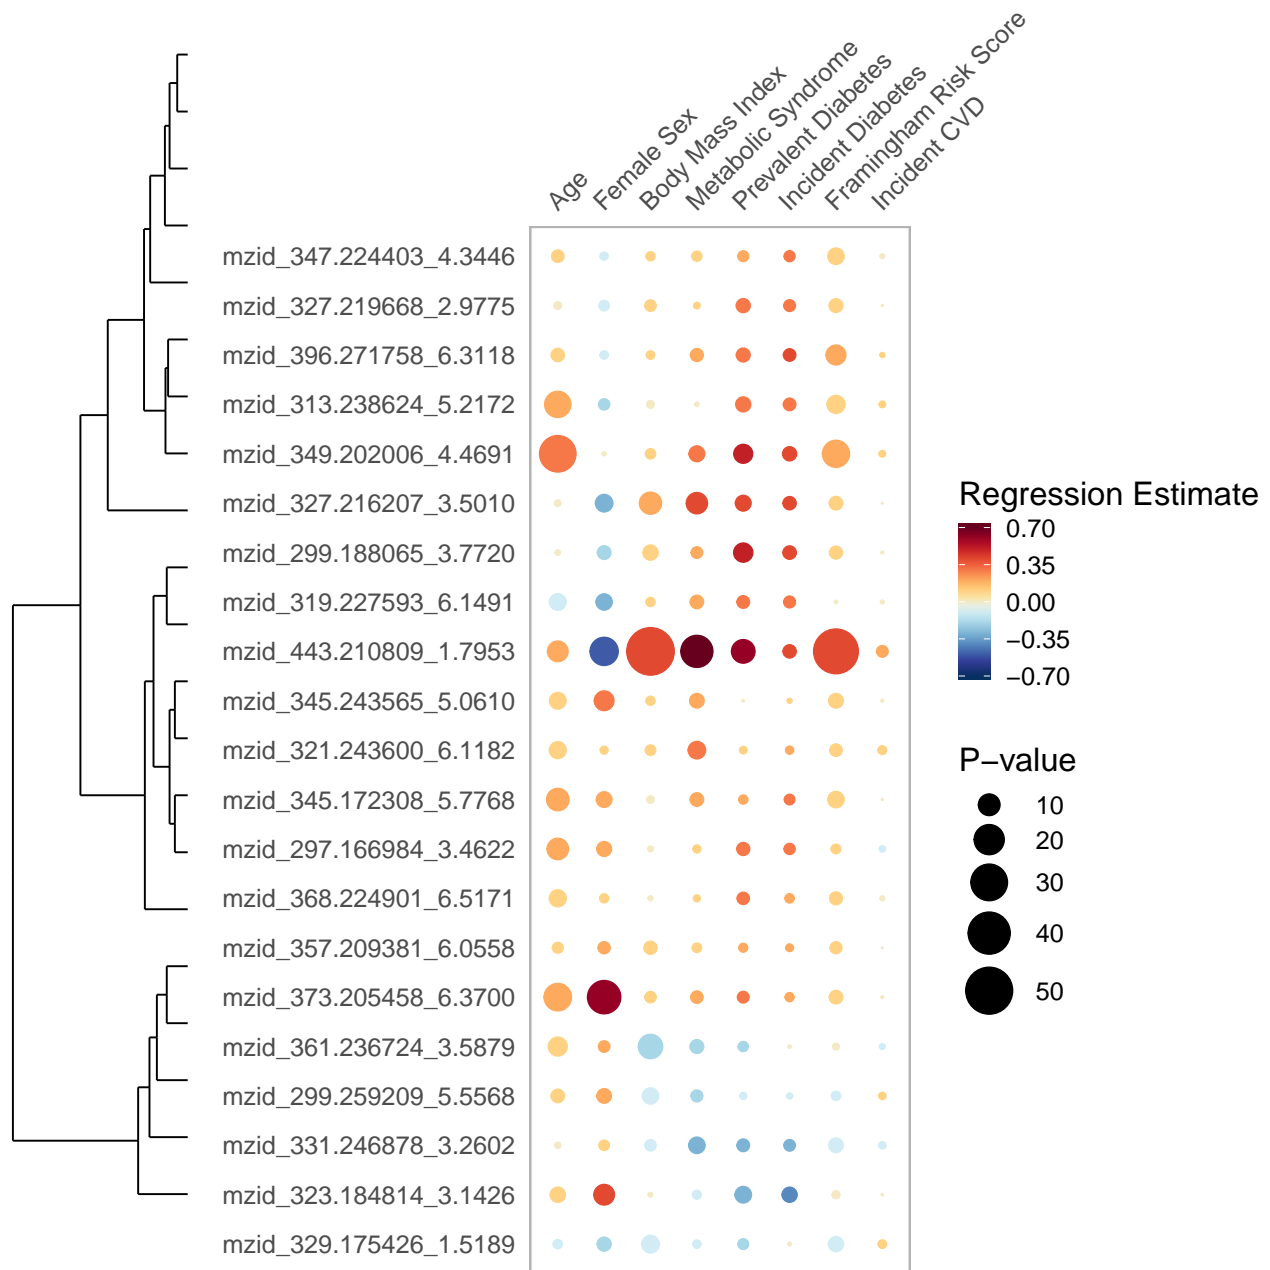 Age
Female Sex
Body Mass Index
Metabolic Syndrome
Prevalent Diabetes
Incident Diabetes
Framingham Risk Score
Incident CVD
mzid_347.224403_4.3446
mzid_327.219668_2.9775
mzid_396.271758_6.3118
mzid_313.238624_5.2172
mzid_349.202006_4.4691
mzid_327.216207_3.5010
mzid_299.188065_3.7720
mzid_319.227593_6.1491
mzid_443.210809_1.7953
mzid_345.243565_5.0610
mzid_321.243600_6.1182
mzid_345.172308_5.7768
mzid_297.166984_3.4622
mzid_368.224901_6.5171
mzid_357.209381_6.0558
mzid_373.205458_6.3700
mzid_361.236724_3.5879
mzid_299.259209_5.5568
mzid_331.246878_3.2602
mzid_323.184814_3.1426
mzid_329.175426_1.5189
Regression Estimate
0.70
0.35
0.00
−0.35
−0.70
P−value
10
20
30
40
50